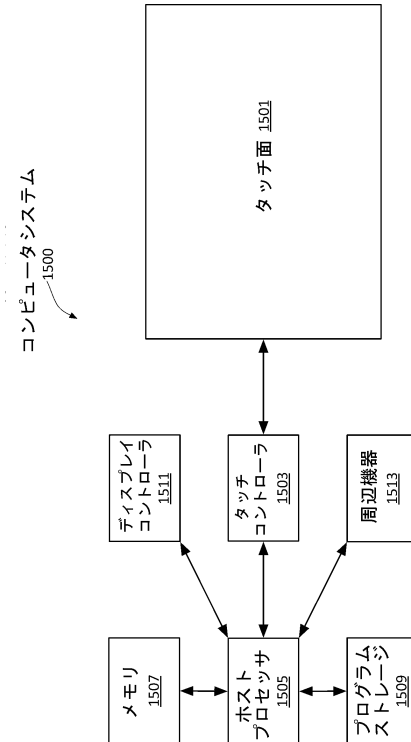 コンピュータシステム
1500
タッチ面 1501
ディスプレイ
コントローラ
1511
タッチ
コントローラ
1503
周辺機器
1513
メモリ
1507
ホスト
プロセッサ
1505
プログラム
ストレージ
1509